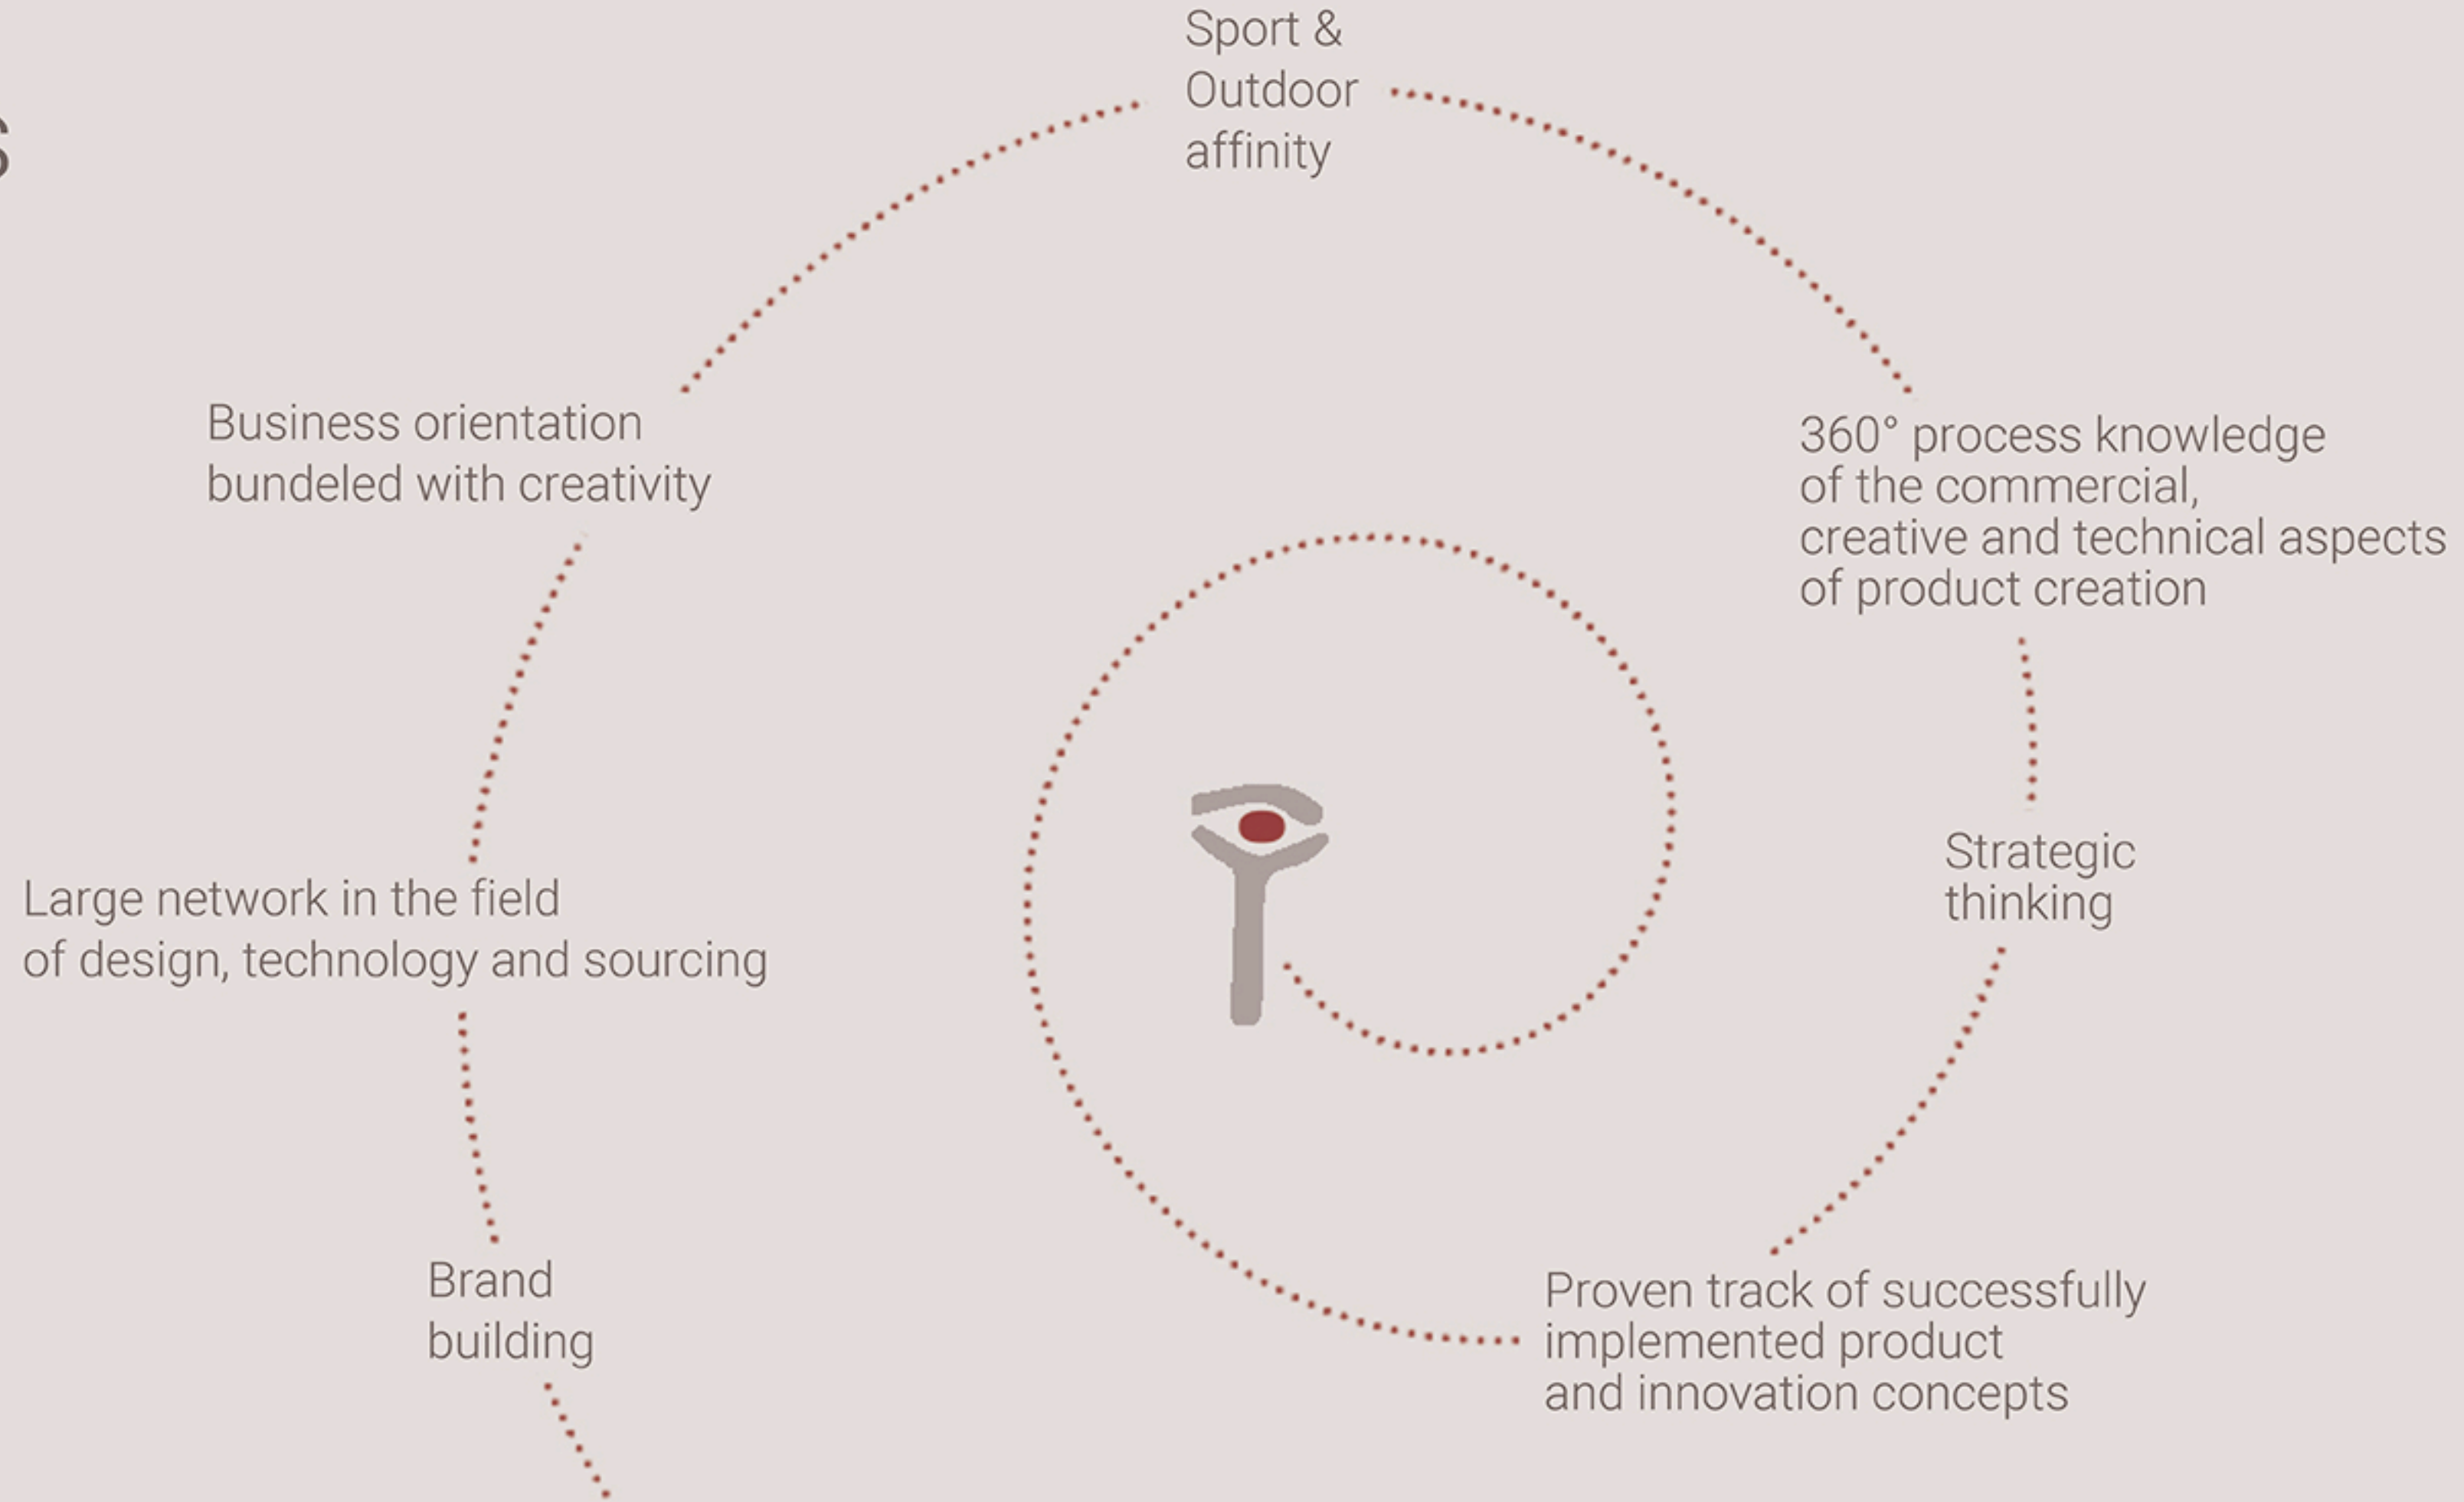 s
Sport &
Outdoor
affinity
Business orientation
bundeled with creativity
360° process knowledge
of the commercial,
creative and technical aspects
of product creation
Large network in the field
of design, technology and sourcing
Strategic
thinking
Brand
building
Proven track of successfully
implemented product
and innovation concepts